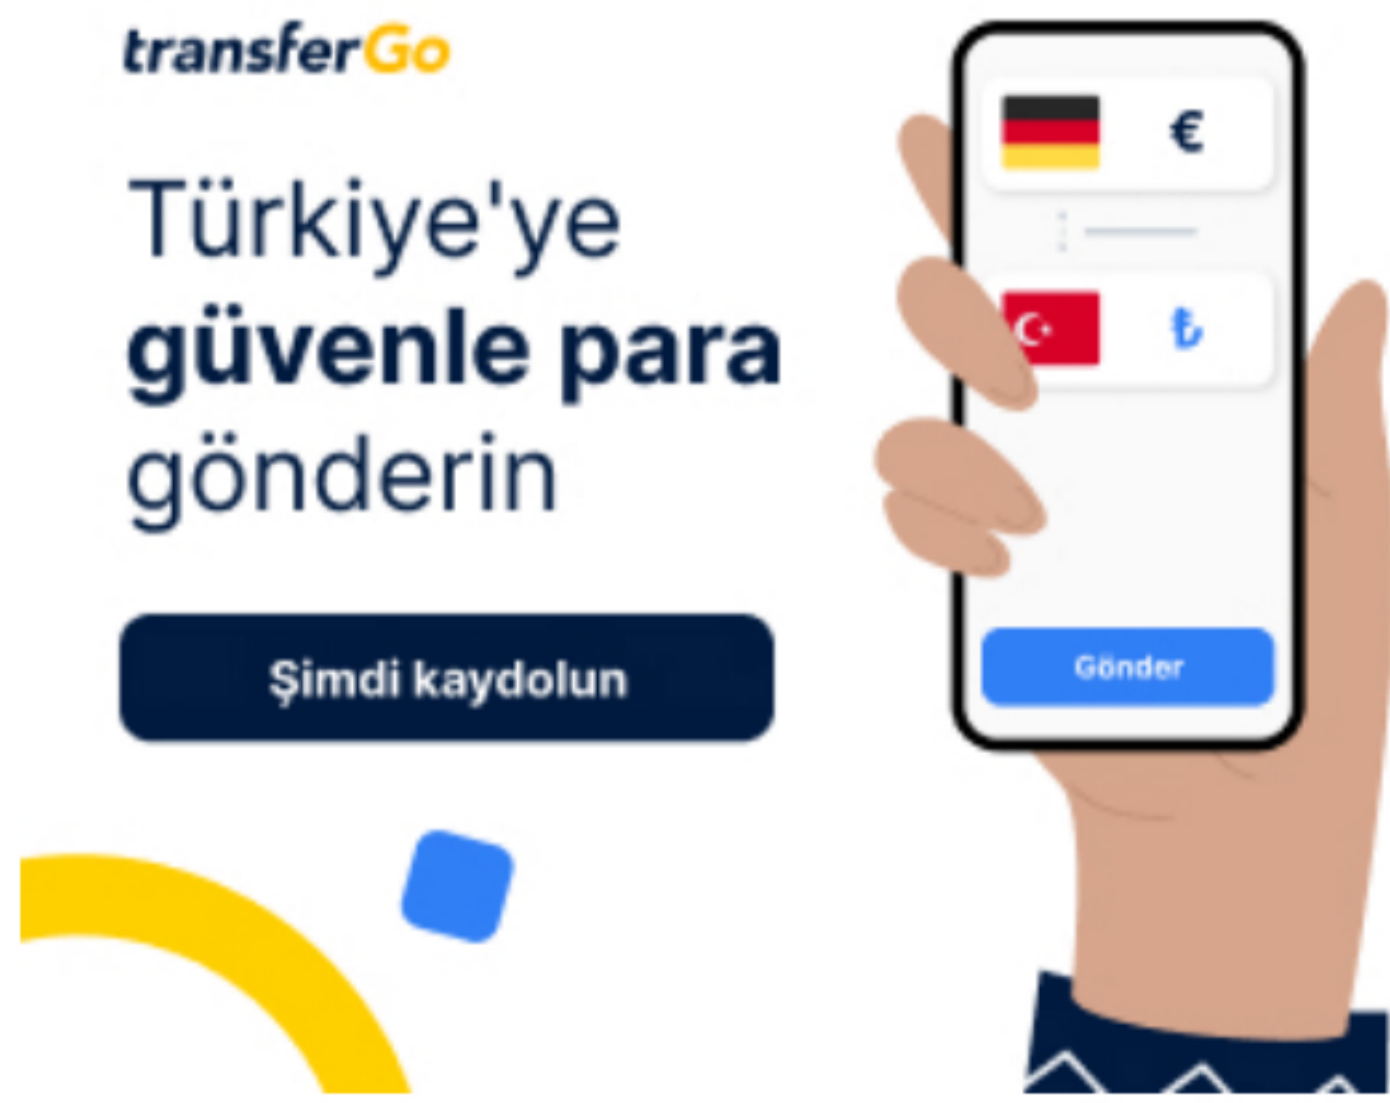 transferGo
Türkiye'ye
güvenle para
gönderin
Şimdi kaydolun
€
₺
Gönder